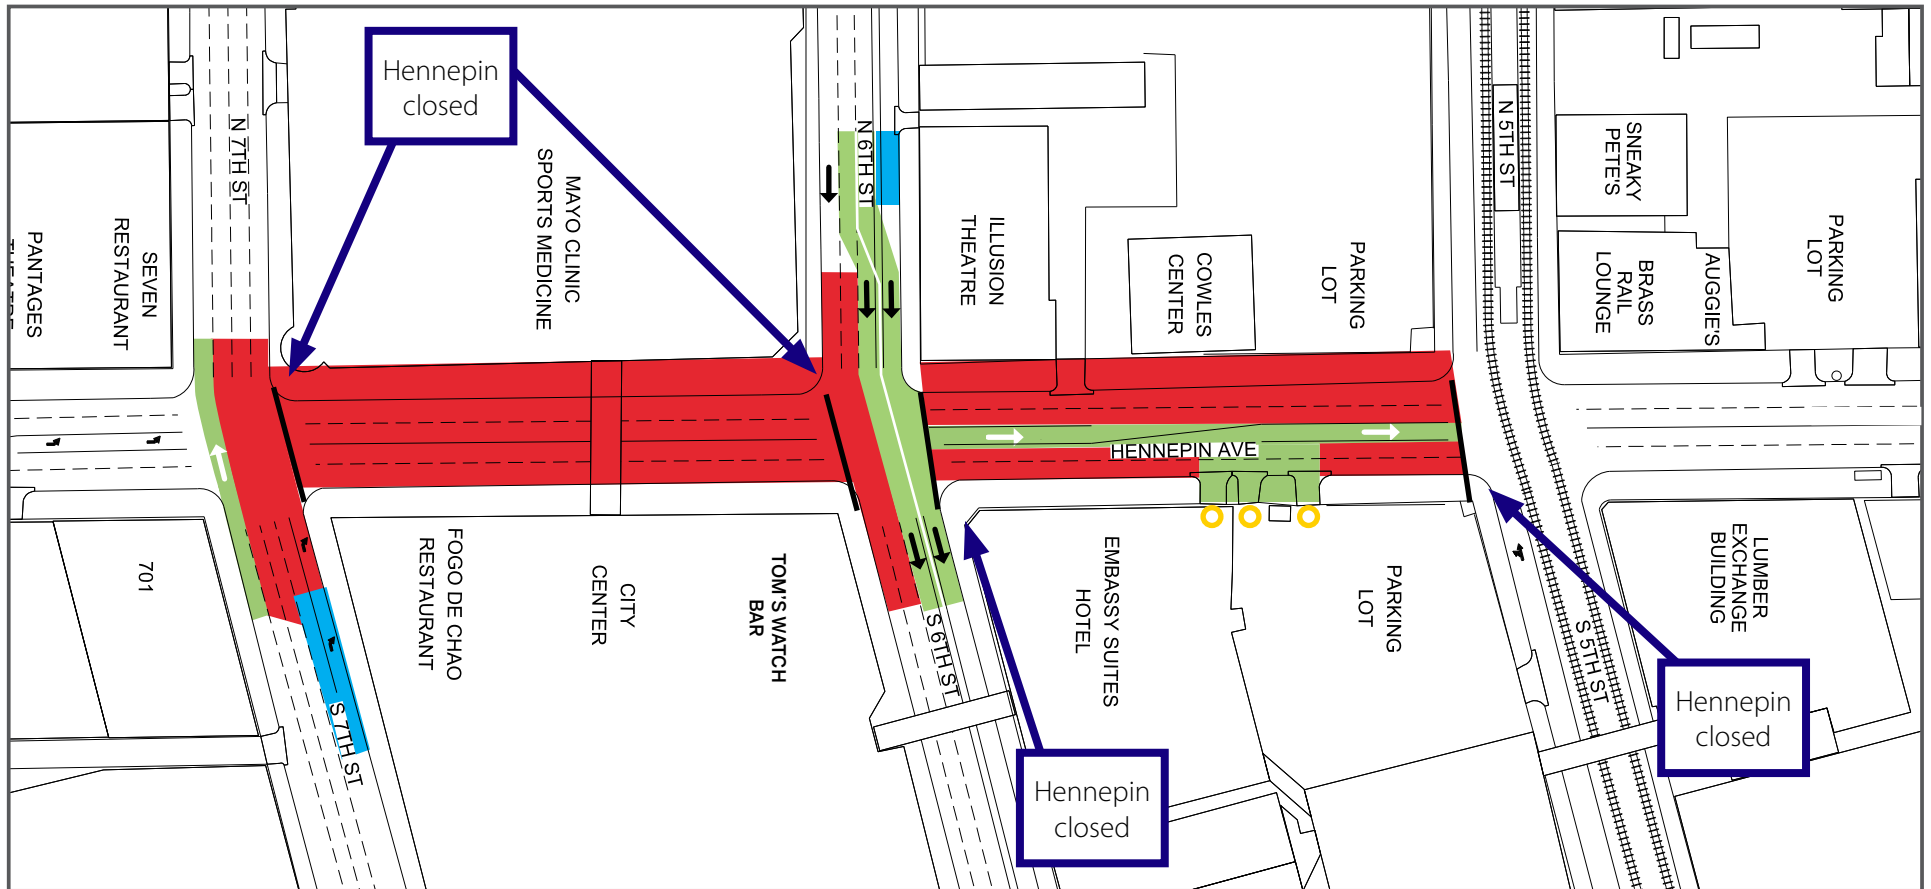 Hennepin
closed
N 7TH ST
MAYO CLINIC
SPORTS MEDICINE
SEVEN
RESTAURANT
PANTAGES
N 6TH ST
ILLUSION
THEATRE
COWLES
CENTER
PARKING
LOT
N 5TH ST
SNEAKY
PETE'S
BRASS
RAIL
LOUNGE
AUGGIE'S
PARKING
LOT
HENNEPIN AVE
701
S 7TH ST
FOGO DE CHAO
RESTAURANT
CITY
CENTER
TOM'S WATCH
BAR
S 6TH ST
EMBASSY SUITES
HOTEL
PARKING
LOT
S 5TH ST
LUMBER
EXCHANGE
BUILDING
Hennepin
closed
Hennepin
closed